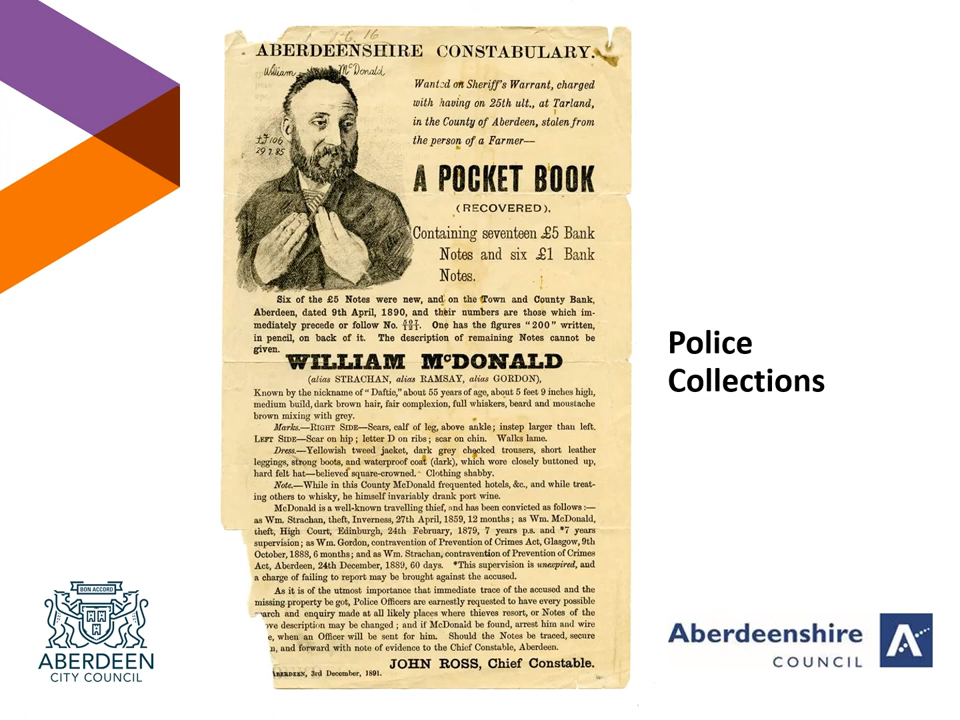 ABERDEENSHIRE CONSTABULARY.
William McDonald
Wanted on Sheriff's Warrant, charged
with having on 25th ult., at Tarland,
in the County of Aberdeen, stolen from
the person of a Farmer—
29 7. 85
A POCKET BOOK
(RECOVERED),
Containing seventeen £5 Bank
Notes and six £1 Bank
Notes.
Six of the £5 Notes were new, and on the Town and County Bank,
Aberdeen, dated 9th April, 1890, and their numbers are those which im-
mediately precede or follow No. One has the figures "200" written,
in pencil, on back of it. The description of remaining Notes cannot be
given.
WILLIAM McDONALD
(alias STRACHAN, alias RAMSAY, alias GORDON),
Known by the nickname of "Daftie," about 55 years of age, about 5 feet 9 inches high,
medium build, dark brown hair, fair complexion, full whiskers, beard and moustache
brown mixing with grey.
Marks.—RIGHT SIDE—Scars, calf of leg, above ankle; instep larger than left.
LEFT SIDE—Scar on hip; letter D on ribs; scar on chin. Walks lame.
Dress.—Yellowish tweed jacket, dark grey checked trousers, short leather
leggings, strong boots, and waterproof coat (dark), which wore closely buttoned up,
hard felt hat—believed square-crowned. Clothing shabby.
Note.—While in this County McDonald frequented hotels, &c., and while treat-
ing others to whisky, he himself invariably drank port wine.
McDonald is a well-known travelling thief, and has been convicted as follows:—
as Wm. Strachan, theft, Inverness, 27th April, 1859, 12 months; as Wm. McDonald,
theft, High Court, Edinburgh, 24th February, 1879, 7 years p.s. and *7 years
supervision; as Wm. Gordon, contravention of Prevention of Crimes Act, Glasgow, 9th
October, 1888, 6 months; and as Wm. Strachan, contravention of Prevention of Crimes
Act, Aberdeen, 24th December, 1889, 60 days. *This supervision is unexpired, and
a charge of failing to report may be brought against the accused.
As it is of the utmost importance that immediate trace of the accused and the
missing property be got, Police Officers are earnestly requested to have every possible
arch and enquiry made at all likely places where thieves resort, or Notes of the
ve description may be changed; and if McDonald be found, arrest him and wire
e, when an Officer will be sent for him. Should the Notes be traced, secure
n, and forward with note of evidence to the Chief Constable, Aberdeen.
JOHN ROSS, Chief Constable.
ABERDEEN, 3rd December, 1891.
Police
Collections
BON ACCORD
ABERDEEN
CITY COUNCIL
Aberdeenshire
COUNCIL